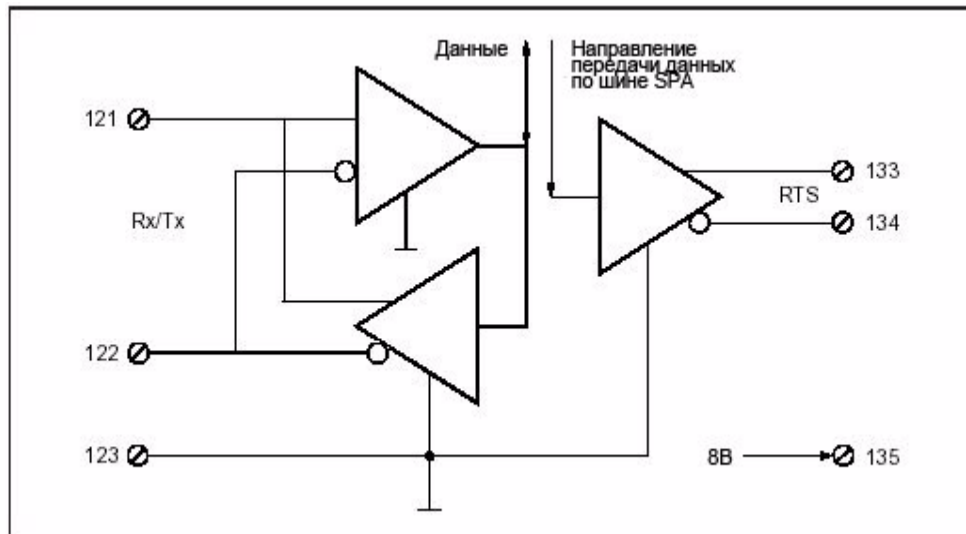 Данные
Направление
передачи данных
по шине SPA
121
133
Rx/Tx
RTS
134
122
123
8В
135